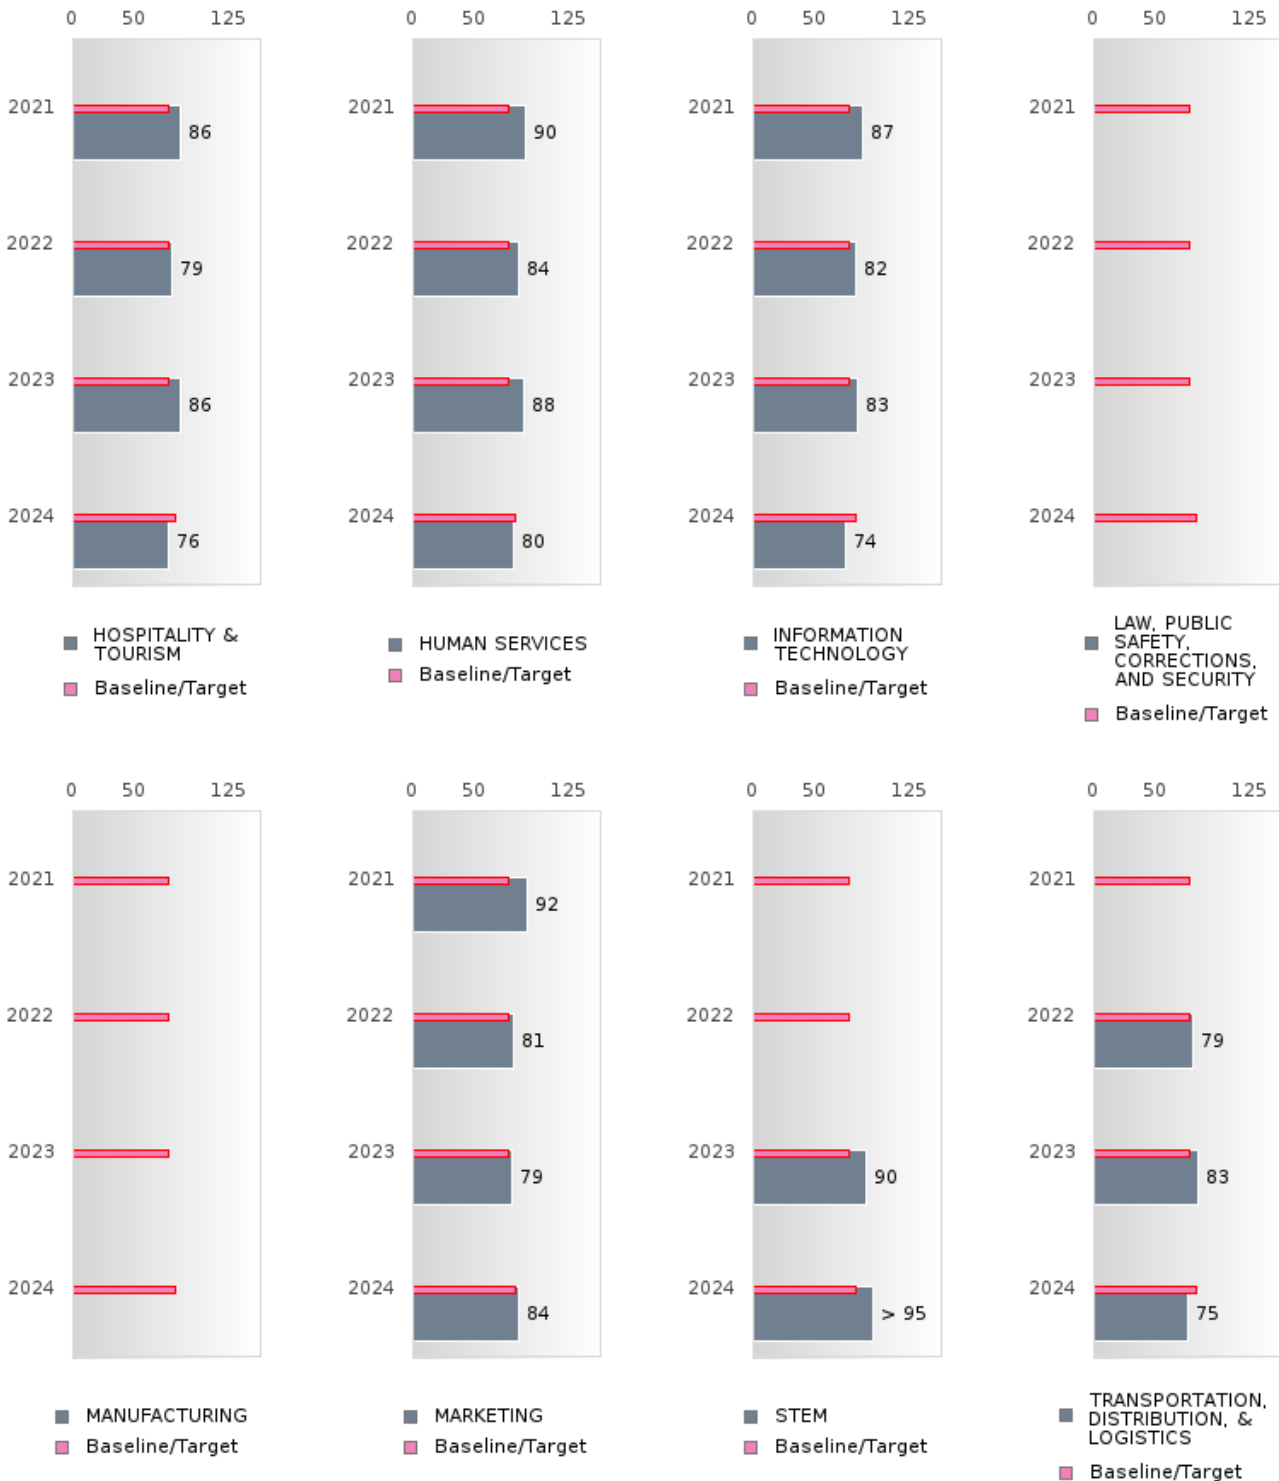 0 50 125
2021
86
2022
79
2023
86
2024
76
HOSPITALITY &
TOURISM
Baseline/Target
0 50 125
2021
90
2022
84
2023
88
2024
80
HUMAN SERVICES
Baseline/Target
0 50 125
2021
87
2022
82
2023
83
2024
74
INFORMATION
TECHNOLOGY
Baseline/Target
0 50 125
2021
2022
2023
2024
LAW, PUBLIC
SAFETY,
CORRECTIONS,
AND SECURITY
Baseline/Target
0 50 125
2021
2022
2023
2024
MANUFACTURING
Baseline/Target
0 50 125
2021
92
2022
81
2023
79
2024
84
MARKETING
Baseline/Target
0 50 125
2021
2022
2023
90
2024
> 95
STEM
Baseline/Target
0 50 125
2021
2022
79
2023
83
2024
75
TRANSPORTATION,
DISTRIBUTION, &
LOGISTICS
Baseline/Target